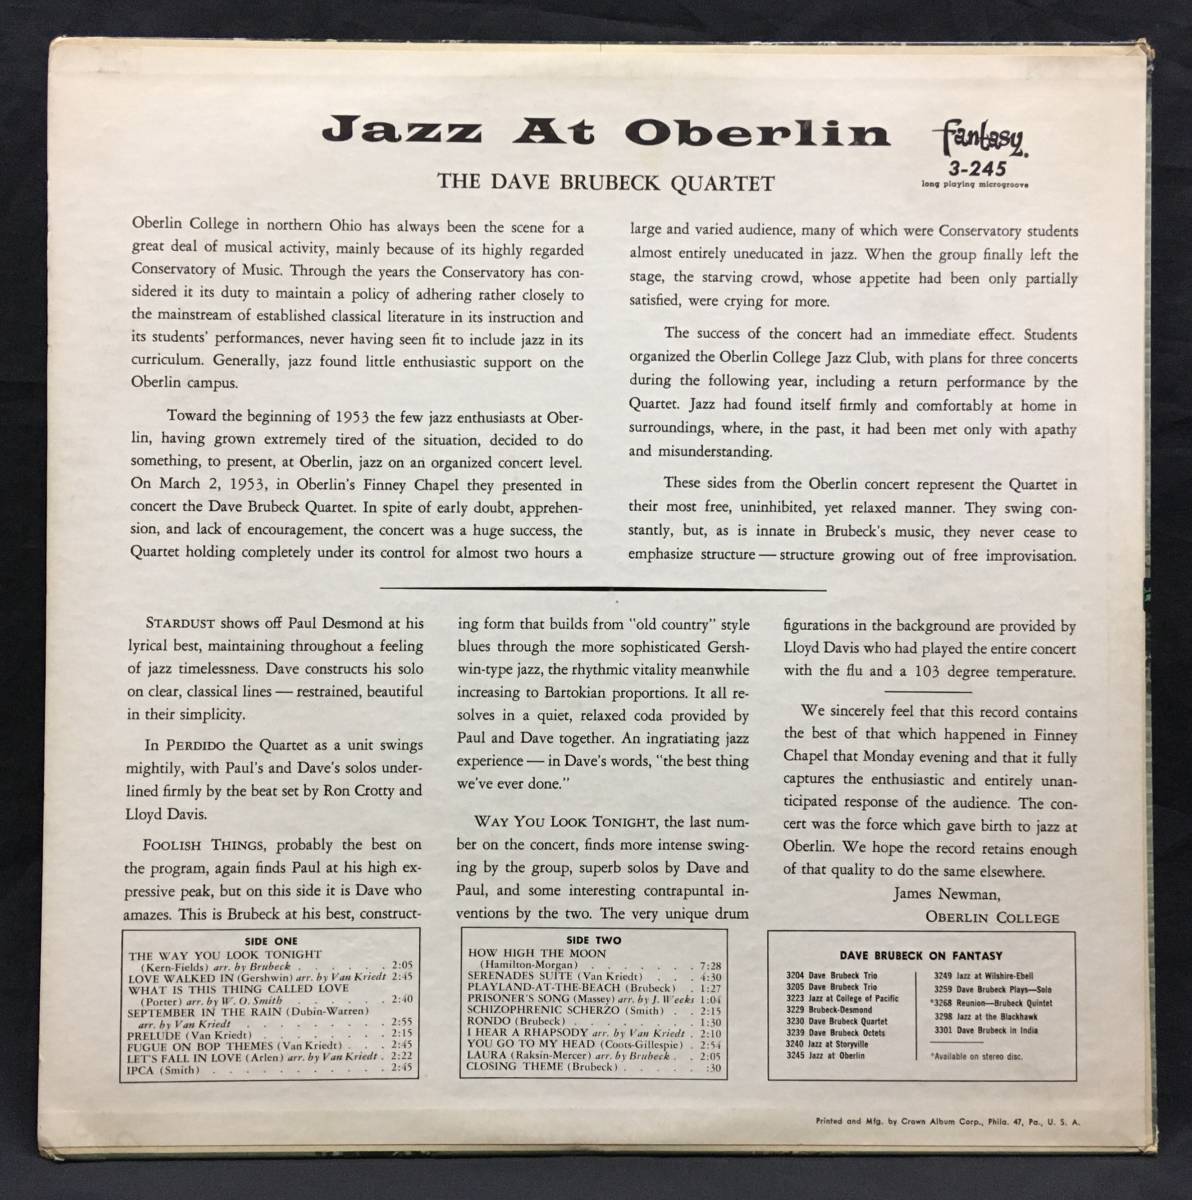 Jazz At Oberlin
fantasy
3-245
long playing microgroove
THE DAVE BRUBECK QUARTET
Oberlin College in northern Ohio has always been the scene for a
great deal of musical activity, mainly because of its highly regarded
Conservatory of Music. Through the years the Conservatory has con-
sidered it its duty to maintain a policy of adhering rather closely to
the mainstream of established classical literature in its instruction and
its students' performances, never having seen fit to include jazz in its
curriculum. Generally, jazz found little enthusiastic support on the
Oberlin campus.
Toward the beginning of 1953 the few jazz enthusiasts at Ober-
lin, having grown extremely tired of the situation, decided to do
something, to present, at Oberlin, jazz on an organized concert level.
On March 2, 1953, in Oberlin's Finney Chapel they presented in
concert the Dave Brubeck Quartet. In spite of early doubt, apprehen-
sion, and lack of encouragement, the concert was a huge success, the
Quartet holding completely under its control for almost two hours a
large and varied audience, many of which were Conservatory students
almost entirely uneducated in jazz. When the group finally left the
stage, the starving crowd, whose appetite had been only partially
satisfied, were crying for more.
The success of the concert had an immediate effect. Students
organized the Oberlin College Jazz Club, with plans for three concerts
during the following year, including a return performance by the
Quartet. Jazz had found itself firmly and comfortably at home in
surroundings, where, in the past, it had been met only with apathy
and misunderstanding.
These sides from the Oberlin concert represent the Quartet in
their most free, uninhibited, yet relaxed manner. They swing con-
stantly, but, as is innate in Brubeck's music, they never cease to
emphasize structure — structure growing out of free improvisation.
STARDUST shows off Paul Desmond at his
lyrical best, maintaining throughout a feeling
of jazz timelessness. Dave constructs his solo
on clear, classical lines — restrained, beautiful
in their simplicity.
In PERDIDO the Quartet as a unit swings
mightily, with Paul's and Dave's solos under-
lined firmly by the beat set by Ron Crotty and
Lloyd Davis.
FOOLISH THINGS, probably the best on
the program, again finds Paul at his high ex-
pressive peak, but on this side it is Dave who
amazes. This is Brubeck at his best, construct-
ing form that builds from "old country" style
blues through the more sophisticated Gersh-
win-type jazz, the rhythmic vitality meanwhile
increasing to Bartokian proportions. It all re-
solves in a quiet, relaxed coda provided by
Paul and Dave together. An ingratiating jazz
experience — in Dave's words, "the best thing
we've ever done."
WAY YOU LOOK TONIGHT, the last num-
ber on the concert, finds more intense swing-
ing by the group, superb solos by Dave and
Paul, and some interesting contrapuntal in-
ventions by the two. The very unique drum
figurations in the background are provided by
Lloyd Davis who had played the entire concert
with the flu and a 103 degree temperature.
We sincerely feel that this record contains
the best of that which happened in Finney
Chapel that Monday evening and that it fully
captures the enthusiastic and entirely unan-
ticipated response of the audience. The con-
cert was the force which gave birth to jazz at
Oberlin. We hope the record retains enough
of that quality to do the same elsewhere.
James Newman,
OBERLIN COLLEGE
SIDE ONE
THE WAY YOU LOOK TONIGHT
(Kern-Fields) arr. by Brubeck . . . . . . 2:05
LOVE WALKED IN (Gershwin) arr. by Van Kriedt 2:45
WHAT IS THIS THING CALLED LOVE
(Porter) arr. by W. O. Smith . . . . . . 2:40
SEPTEMBER IN THE RAIN (Dubin-Warren)
arr. by Van Kriedt . . . . . . . . . 2:55
PRELUDE (Van Kriedt) . . . . . . . . 2:15
FUGUE ON BOP THEMES (Van Kriedt) . . . 2:45
LET'S FALL IN LOVE (Arlen) arr. by Van Kriedt . 2:22
IPCA (Smith) . . . . . . . . . . 2:45
SIDE TWO
HOW HIGH THE MOON
(Hamilton-Morgan) . . . . . . . 7:28
SERENADES SUITE (Van Kriedt) . . . 4:30
PLAYLAND-AT-THE-BEACH (Brubeck) . 1:27
PRISONER'S SONG (Massey) arr. by J. Weeks 1:04
SCHIZOPHRENIC SCHERZO (Smith) . . 2:15
RONDO (Brubeck) . . . . . . . . 1:30
I HEAR A RHAPSODY arr. by Van Kriedt . 2:10
YOU GO TO MY HEAD (Coots-Gillespie) . 2:54
LAURA (Raksin-Mercer) arr. by Brubeck . . 2:05
CLOSING THEME (Brubeck) . . . . . :30
DAVE BRUBECK ON FANTASY
3204 Dave Brubeck Trio
3205 Dave Brubeck Trio
3223 Jazz at College of Pacific
3229 Brubeck-Desmond
3230 Dave Brubeck Quartet
3239 Dave Brubeck Octets
3240 Jazz at Storyville
3245 Jazz at Oberlin
3249 Jazz at Wilshire-Ebell
3259 Dave Brubeck Plays—Solo
*3268 Reunion—Brubeck Quintet
3298 Jazz at the Blackhawk
3301 Dave Brubeck in India
*Available on stereo disc.
Printed and Mfg. by Crown Album Corp., Phila. 47, Pa., U. S. A.